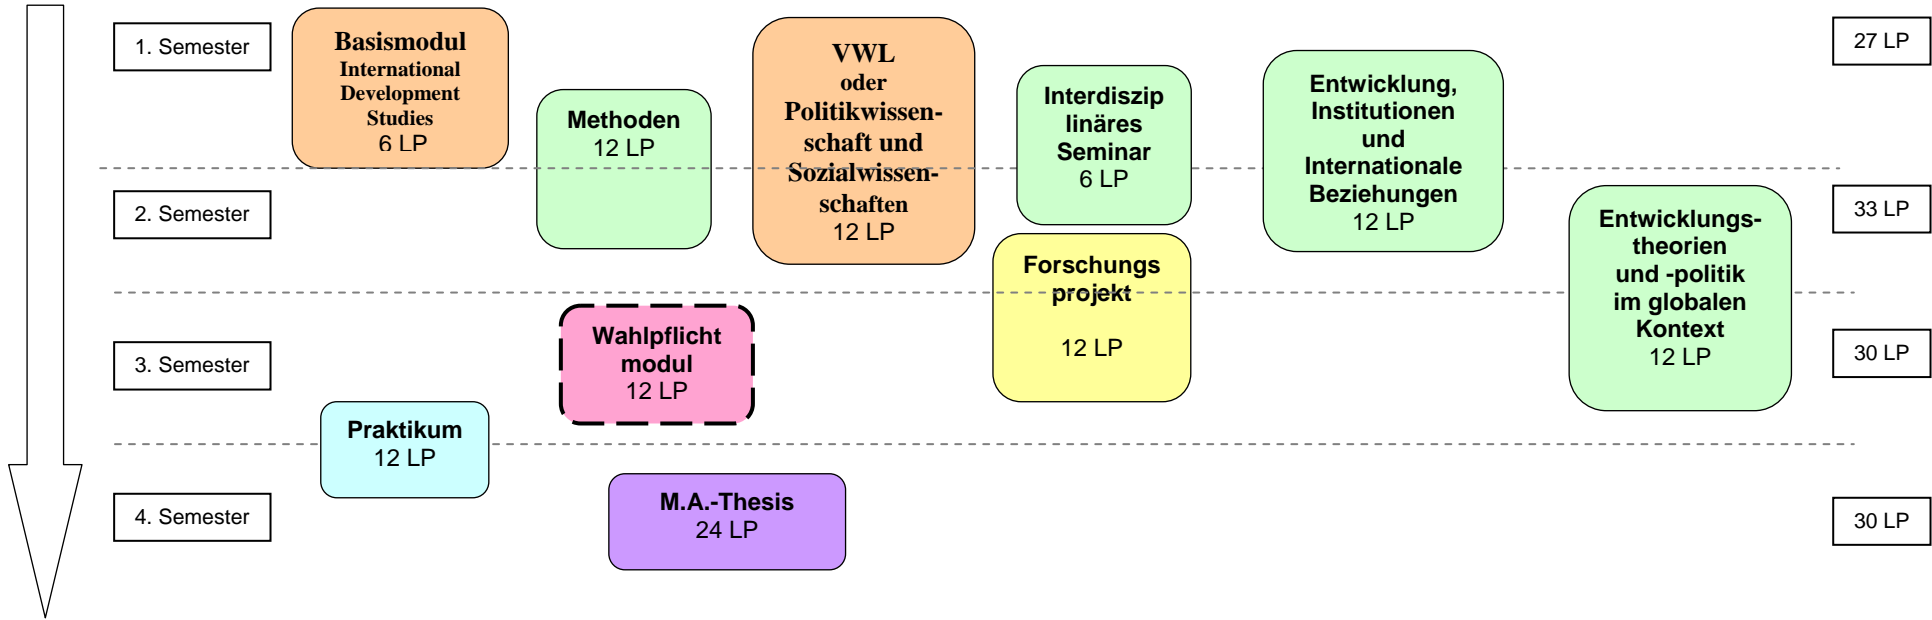 1. Semester
Basismodul
International
Development
Studies
6 LP
Methoden
12 LP
VWL
oder
Politikwissen-
schaft und
Sozialwissen-
schaften
12 LP
Interdiszip
linäres
Seminar
6 LP
Entwicklung,
Institutionen
und
Internationale
Beziehungen
12 LP
27 LP
2. Semester
Forschungs
projekt
12 LP
Entwicklungs-
theorien
und -politik
im globalen
Kontext
12 LP
33 LP
3. Semester
Wahlpflicht
modul
12 LP
30 LP
Praktikum
12 LP
4. Semester
M.A.-Thesis
24 LP
30 LP